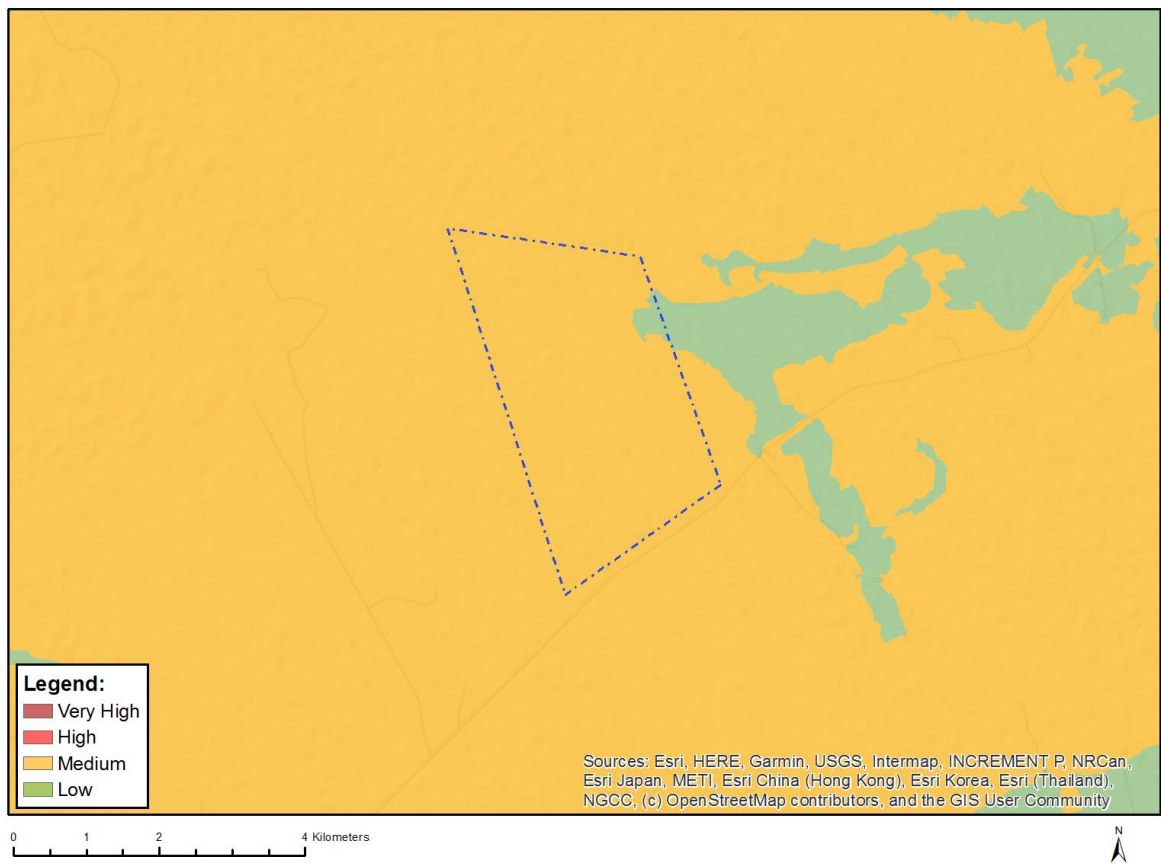 Legend:
Very High
High
Medium
Low
Sources: Esri, HERE, Garmin, USGS, Intermap, INCREMENT P, NRCan,
Esri Japan, METI, Esri China (Hong Kong), Esri Korea, Esri (Thailand),
NGCC, (c) OpenStreetMap contributors, and the GIS User Community
0 1 2 4 Kilometers
N